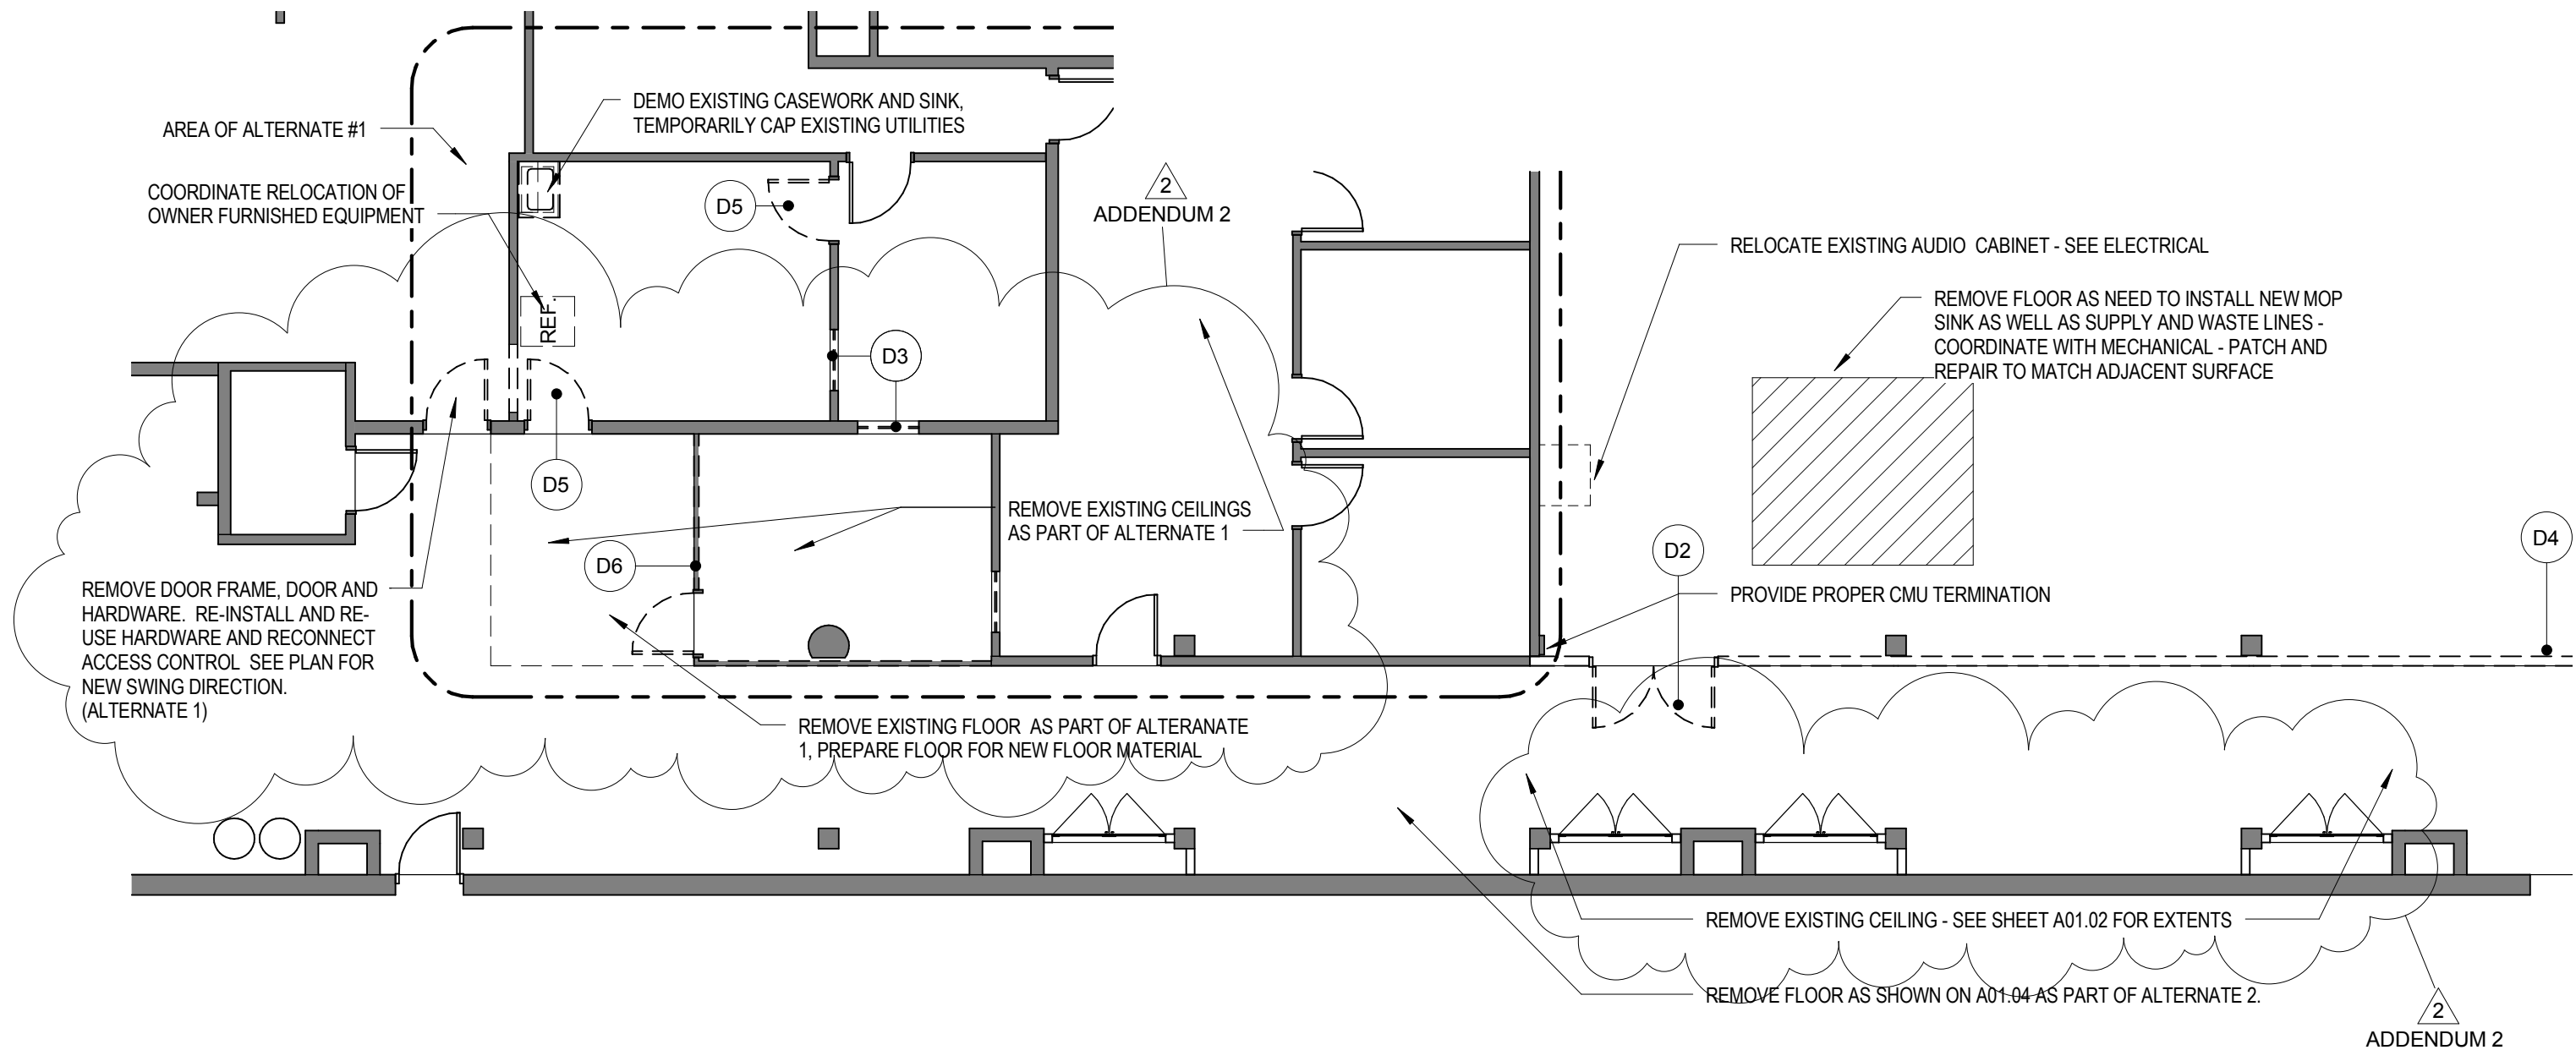 DEMO EXISTING CASEWORK AND SINK,
TEMPORARILY CAP EXISTING UTILITIES
AREA OF ALTERNATE #1
COORDINATE RELOCATION OF
OWNER FURNISHED EQUIPMENT
D5
2
ADDENDUM 2
RELOCATE EXISTING AUDIO  CABINET - SEE ELECTRICAL
REMOVE FLOOR AS NEED TO INSTALL NEW MOP
SINK AS WELL AS SUPPLY AND WASTE LINES -
COORDINATE WITH MECHANICAL - PATCH AND
REPAIR TO MATCH ADJACENT SURFACE
REF.
D3
D5
REMOVE EXISTING CEILINGS
AS PART OF ALTERNATE 1
D6
D2
D4
REMOVE DOOR FRAME, DOOR AND
HARDWARE.  RE-INSTALL AND RE-
USE HARDWARE AND RECONNECT
ACCESS CONTROL  SEE PLAN FOR
NEW SWING DIRECTION.
(ALTERNATE 1)
PROVIDE PROPER CMU TERMINATION
REMOVE EXISTING FLOOR  AS PART OF ALTERANATE
1, PREPARE FLOOR FOR NEW FLOOR MATERIAL
REMOVE EXISTING CEILING - SEE SHEET A01.02 FOR EXTENTS
REMOVE FLOOR AS SHOWN ON A01.04 AS PART OF ALTERNATE 2.
2
ADDENDUM 2